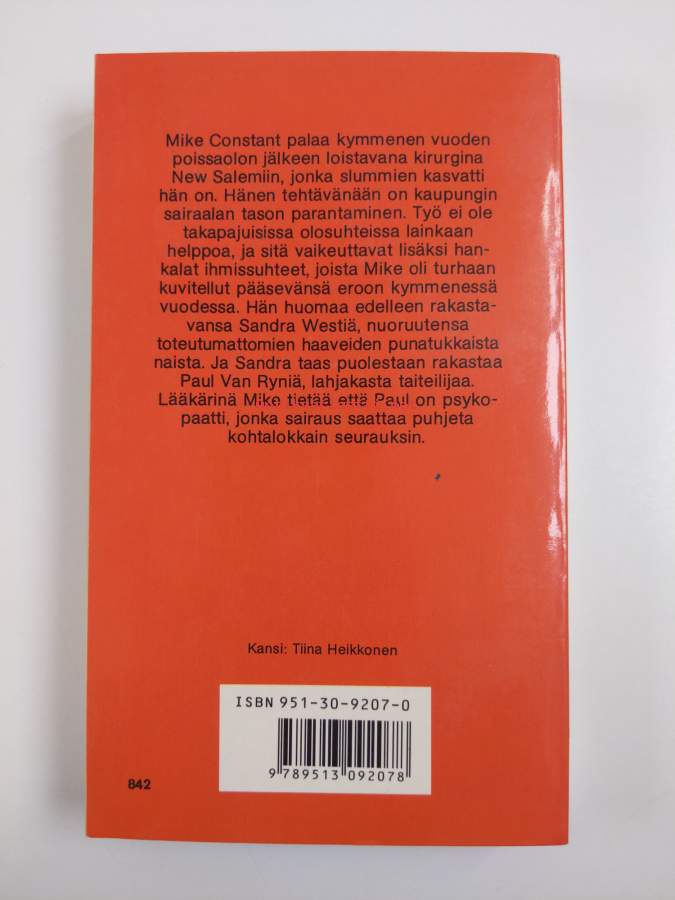 Mike Constant palaa kymmenen vuoden
poissaolon jälkeen loistavana kirurgina
New Salemiin, jonka slummien kasvatti
hän on. Hänen tehtävänään on kaupungin
sairaalan tason parantaminen. Työ ei ole
takapajuisissa olosuhteissa lainkaan
helppoa, ja sitä vaikeuttavat lisäksi han-
kalat ihmissuhteet, joista Mike oli turhaan
kuvitellut pääsevänsä eroon kymmenessä
vuodessa. Hän huomaa edelleen rakasta-
vansa Sandra Westiä, nuoruutensa
toteutumattomien haaveiden punatukkaista
naista. Ja Sandra taas puolestaan rakastaa
Paul Van Ryniä, lahjakasta taiteilijaa.
Lääkärinä Mike tietää että Paul on psyko-
paatti, jonka sairaus saattaa puhjeta
kohtalokkain seurauksin.
Kansi: Tiina Heikkonen
ISBN 951-30-9207-0
9 789513 092078
842